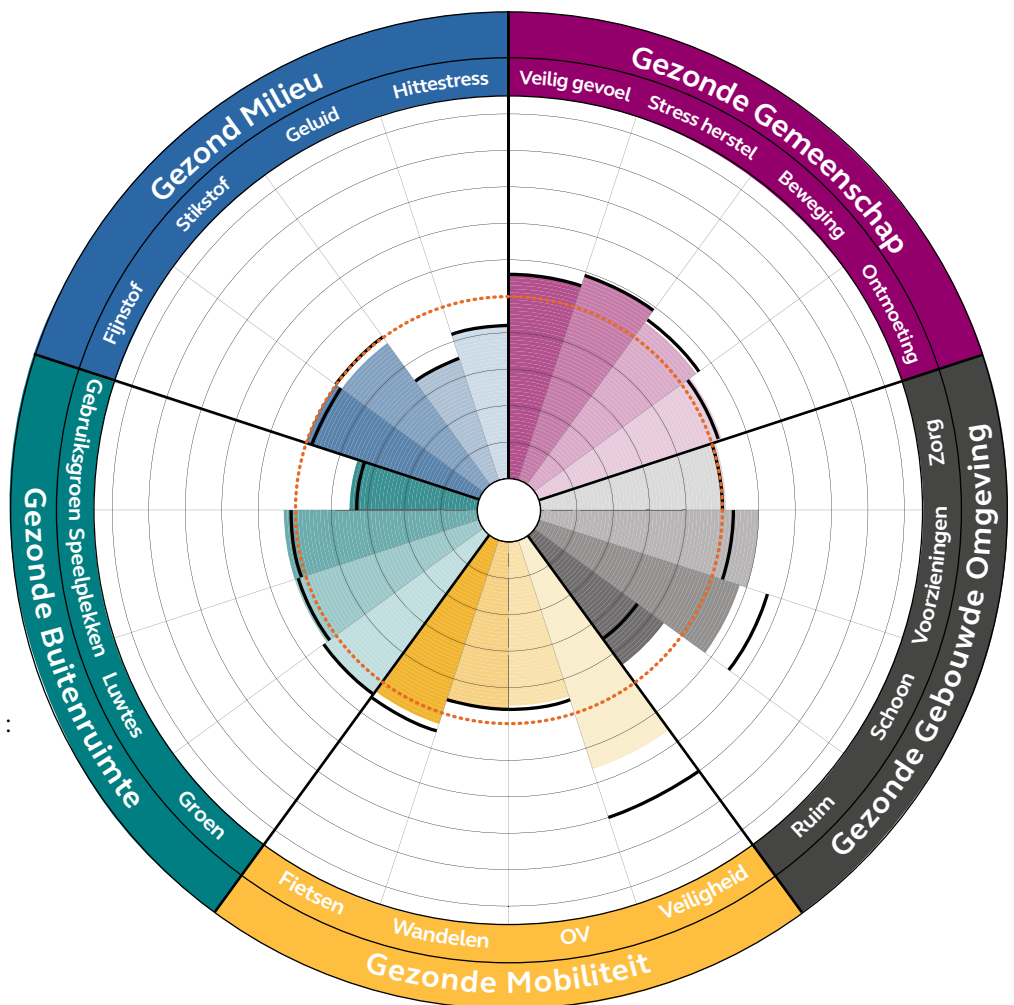 Gezonde Gemeenschap
Veilig gevoel
Stress herstel
Beweging
Ontmoeting
Gezonde Gebouwde Omgeving
Zorg
Voorzieningen
Schoon
Ruim
Gezonde Mobiliteit
Veiligheid
OV
Wandelen
Fietsen
Gezonde Buitenruimte
Groen
Luwtes
Speelplekken
Gebruiksgroen
Gezond Milieu
Fijnstof
Stikstof
Geluid
Hittestress
: